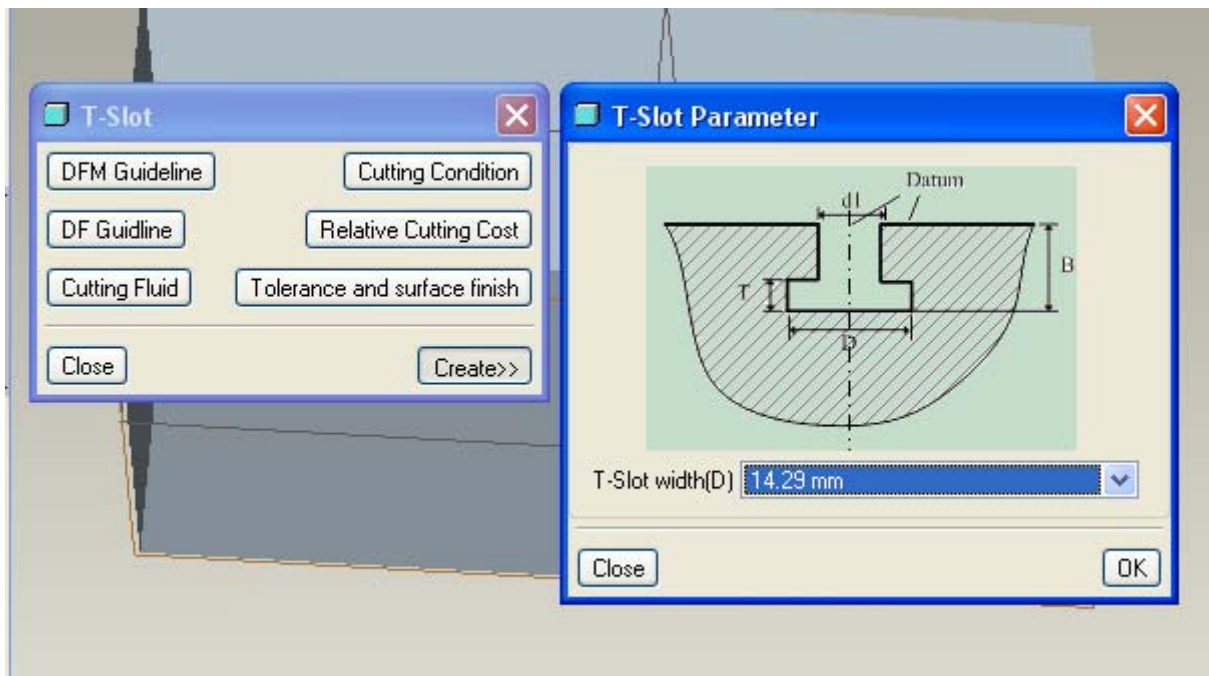 T-Slot
DFM Guideline
Cutting Condition
DF Guidline
Relative Cutting Cost
Cutting Fluid
Tolerance and surface finish
Close
Create>>
T-Slot Parameter
Datum
d1
B
T
D
T-Slot width(D) 14.29 mm
Close
OK